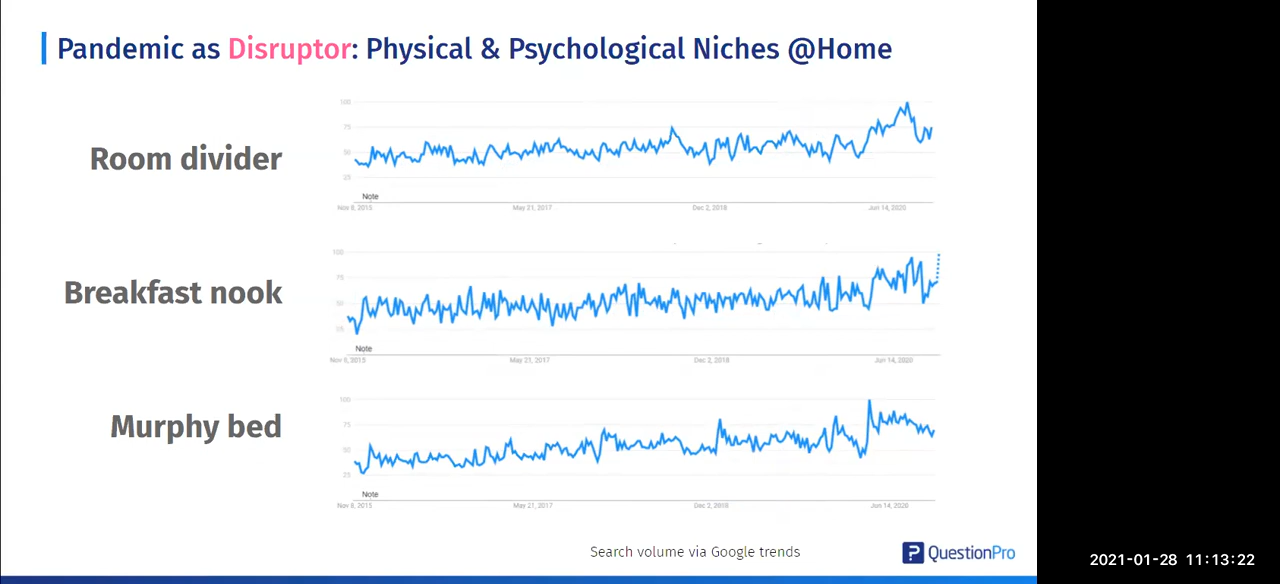 Pandemic as Disruptor: Physical & Psychological Niches @Home
Room divider
100
75
50
25
Note
Nov 8, 2015
May 21, 2017
Dec 2, 2018
Jun 14, 2020
Breakfast nook
100
75
50
25
Note
Nov 8, 2015
May 21, 2017
Dec 2, 2018
Jun 14, 2020
Murphy bed
100
75
50
25
Note
Nov 8, 2015
May 21, 2017
Dec 2, 2018
Jun 14, 2020
Search volume via Google trends
QuestionPro
2021-01-28 11:13:22